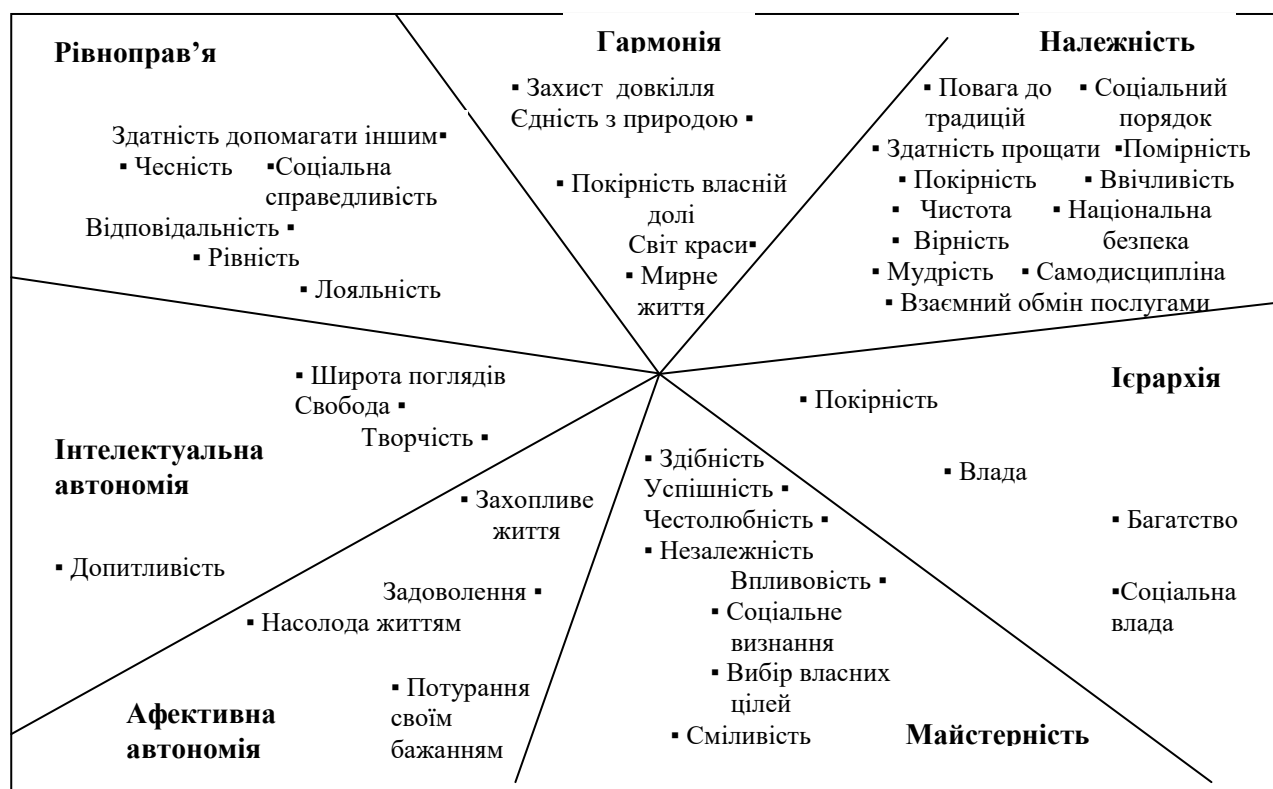 Рівноправ’я
Здатність допомагати іншим▪
▪ Чесність ▪Соціальна
справедливість
Відповідальність ▪
▪ Рівність
▪ Лояльність
Гармонія
▪ Захист довкілля
Єдність з природою ▪
▪ Покірність власній
долі
Світ краси▪
▪ Мирне
життя
Належність
▪ Повага до ▪ Соціальний
традицій порядок
▪ Здатність прощати ▪Помірність
▪ Покірність ▪ Ввічливість
▪ Чистота ▪ Національна
▪ Вірність безпека
▪ Мудрість ▪ Самодисципліна
▪ Взаємний обмін послугами
Ієрархія
▪ Покірність
▪ Влада
▪ Багатство
▪Соціальна
влада
Інтелектуальна
автономія
▪ Широта поглядів
Свобода ▪
Творчість ▪
▪ Допитливість
Афективна
автономія
▪ Захопливе
життя
Задоволення ▪
▪ Насолода життям
▪ Потурання
своїм
бажанням
▪ Здібність
Успішність ▪
Честолюбність ▪
▪ Незалежність
Впливовість ▪
▪ Соціальне
визнання
▪ Вибір власних
цілей
▪ Сміливість
Майстерність